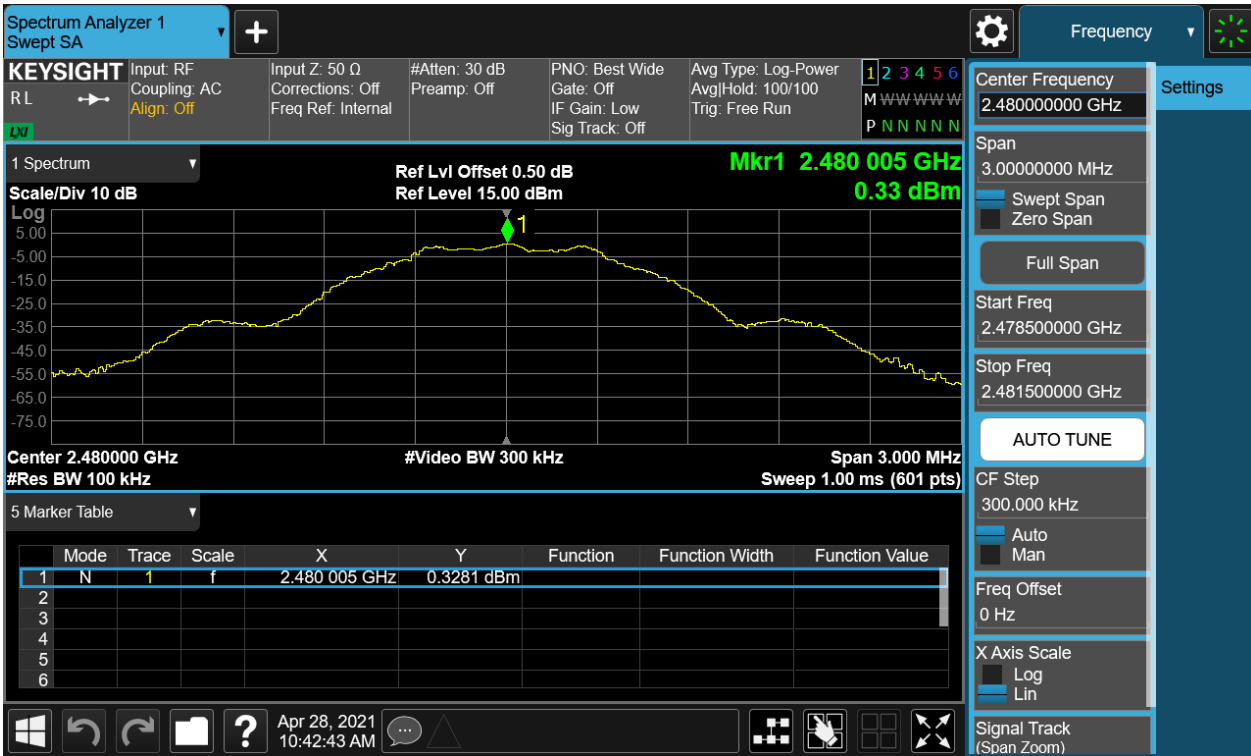 Spectrum Analyzer 1
Swept SA
+
Frequency
KEYSIGHT
R L
LXI
Input: RF
Coupling: AC
Align: Off
Input Z: 50 Ω
Corrections: Off
Freq Ref: Internal
#Atten: 30 dB
Preamp: Off
PNO: Best Wide
Gate: Off
IF Gain: Low
Sig Track: Off
Avg Type: Log-Power
Avg|Hold: 100/100
Trig: Free Run
1 2 3 4 5 6
M W W W W W
P N N N N N
Center Frequency
2.480000000 GHz
Settings
Span
3.00000000 MHz
Swept Span
Zero Span
Full Span
Start Freq
2.478500000 GHz
Stop Freq
2.481500000 GHz
AUTO TUNE
CF Step
300.000 kHz
Auto
Man
Freq Offset
0 Hz
X Axis Scale
Log
Lin
Signal Track
(Span Zoom)
1 Spectrum
Scale/Div 10 dB
Ref Lvl Offset 0.50 dB
Ref Level 15.00 dBm
Mkr1 2.480 005 GHz
0.33 dBm
Log
1
5.00
-5.00
-15.0
-25.0
-35.0
-45.0
-55.0
-65.0
-75.0
Center 2.480000 GHz
#Video BW 300 kHz
Span 3.000 MHz
#Res BW 100 kHz
Sweep 1.00 ms (601 pts)
5 Marker Table
Mode Trace Scale X Y Function Function Width Function Value
1 N 1 f 2.480 005 GHz 0.3281 dBm
2
3
4
5
6
?
Apr 28, 2021
10:42:43 AM